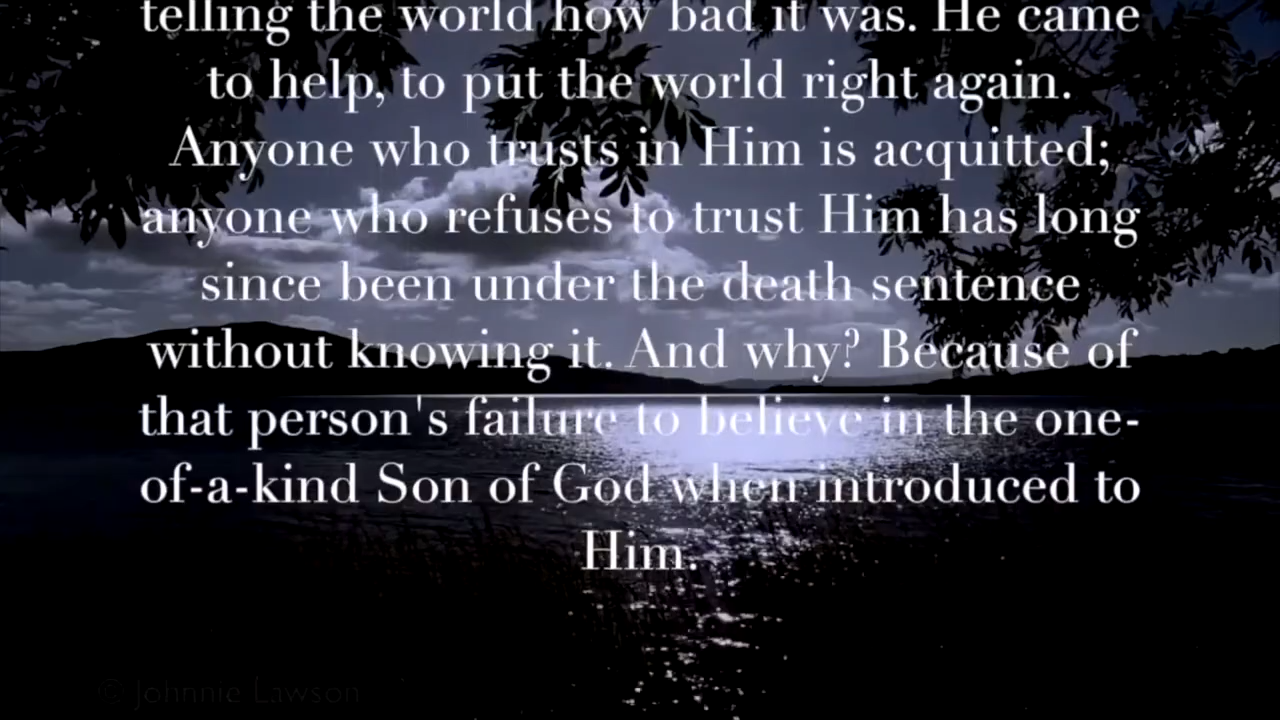 telling the world how bad it was. He came
to help, to put the world right again.
Anyone who trusts in Him is acquitted;
anyone who refuses to trust Him has long
since been under the death sentence
without knowing it. And why? Because of
that person's failure to believe in the one-
of-a-kind Son of God when introduced to
Him.
© Johnnie Lawson